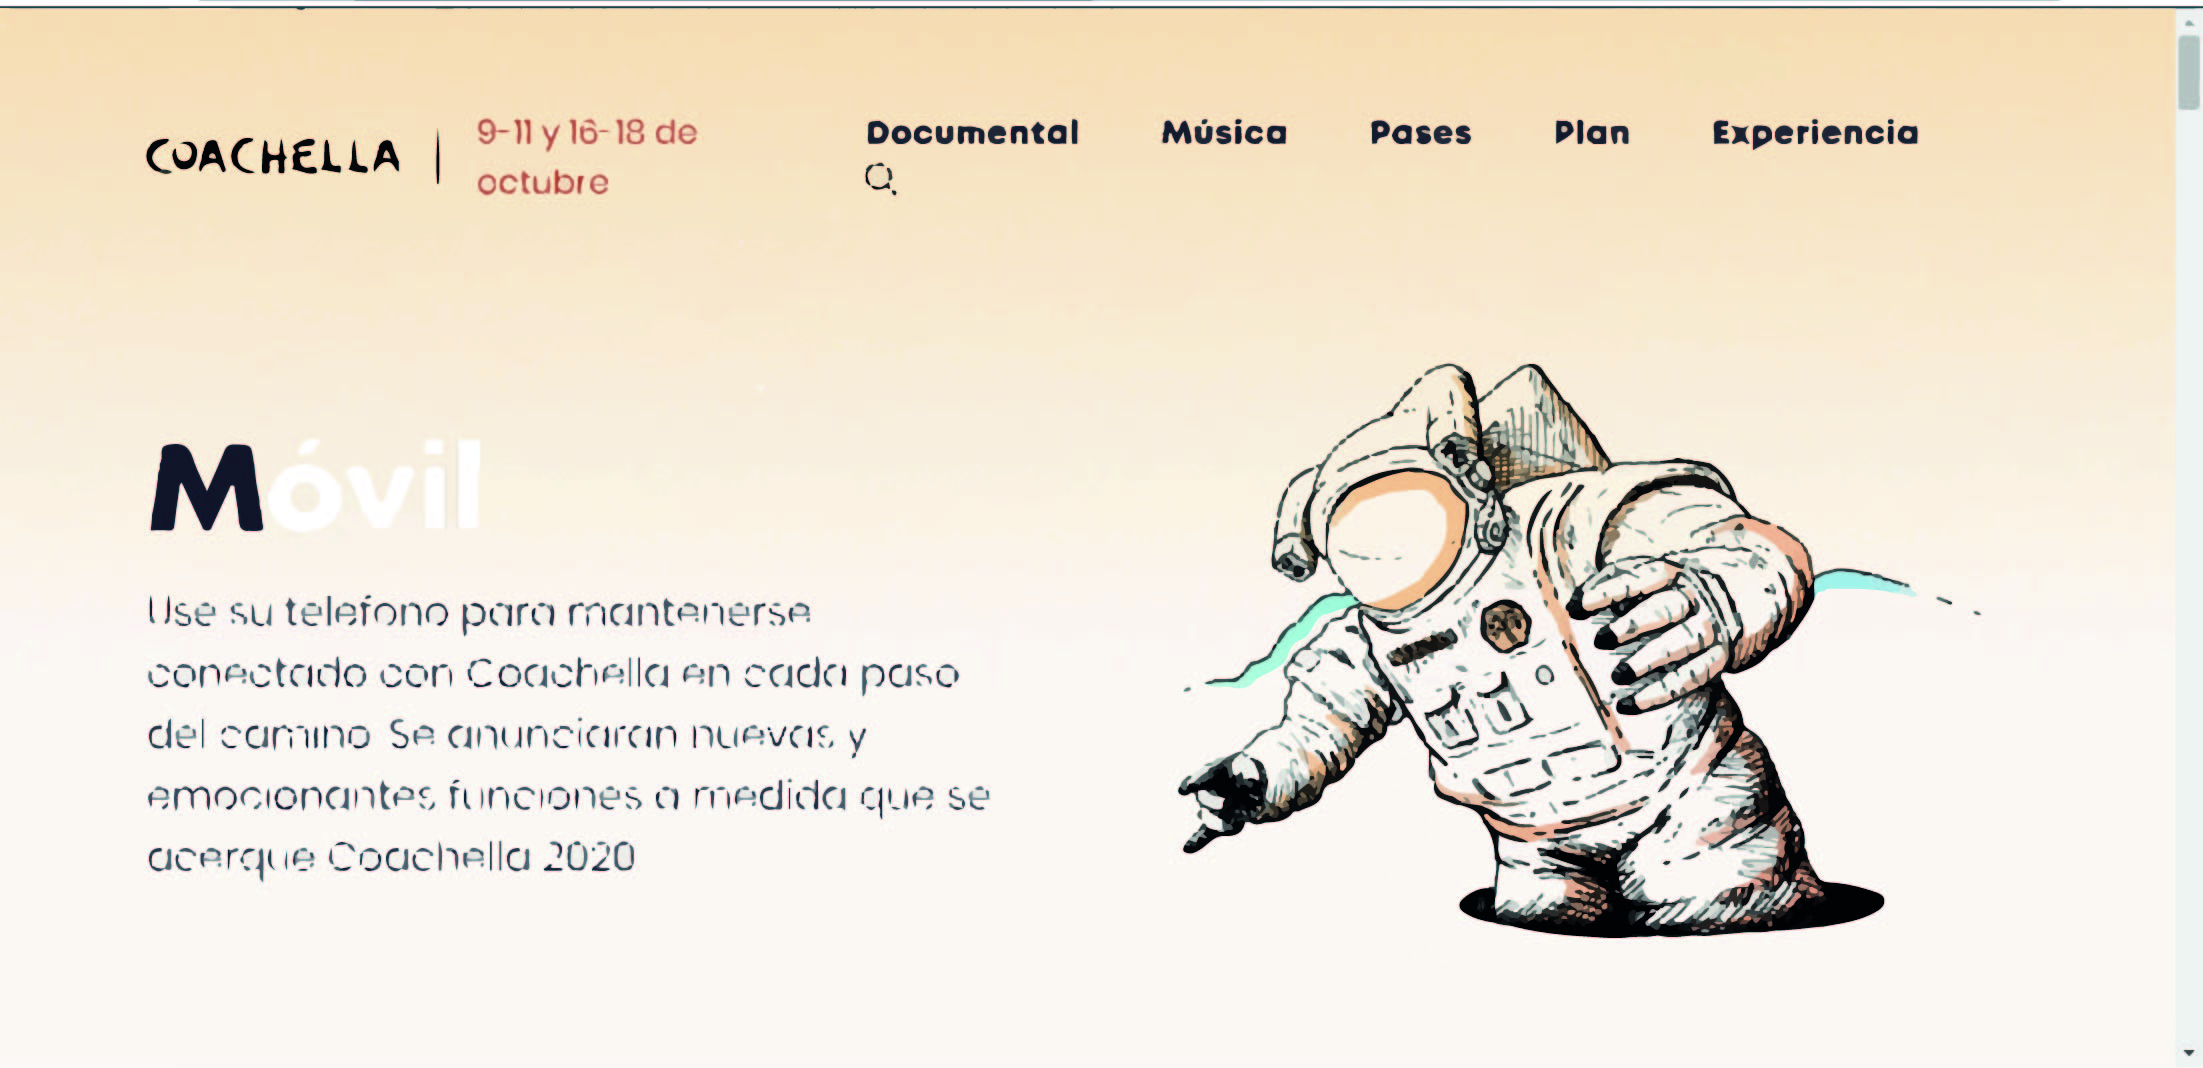 COACHELLA
9-11 y 16-18 de
octubre
Documental Música Pases Plan Experiencia
Móvil
Use su telefono para mantenerse
conectado con Coachella en cada paso
del camino Se anunciaran nuevas y
emocionantes funciones a medida que se
acerque Coachella 2020